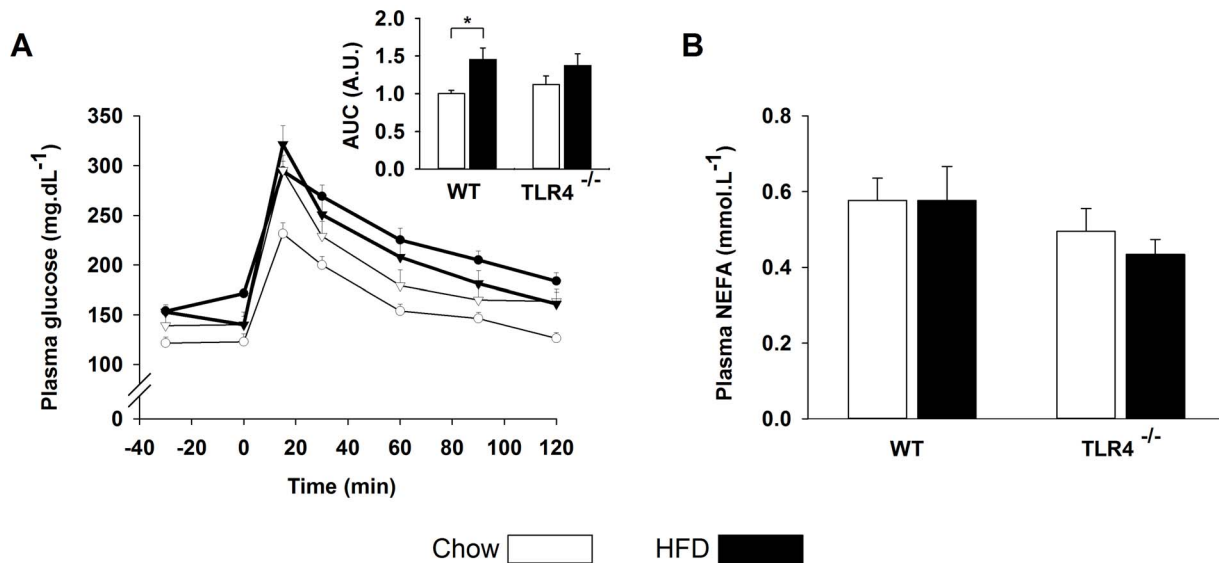 A
Plasma glucose (mg.dL-1)
350
300
250
200
150
100
0
-40 -20 0 20 40 60 80 100 120
Time (min)
AUC (A.U.)
2.0
1.5
1.0
0.5
0.0
*
WT TLR4 -/-
B
Plasma NEFA (mmol.L-1)
0.8
0.6
0.4
0.2
0.0
WT TLR4 -/-
Chow HFD